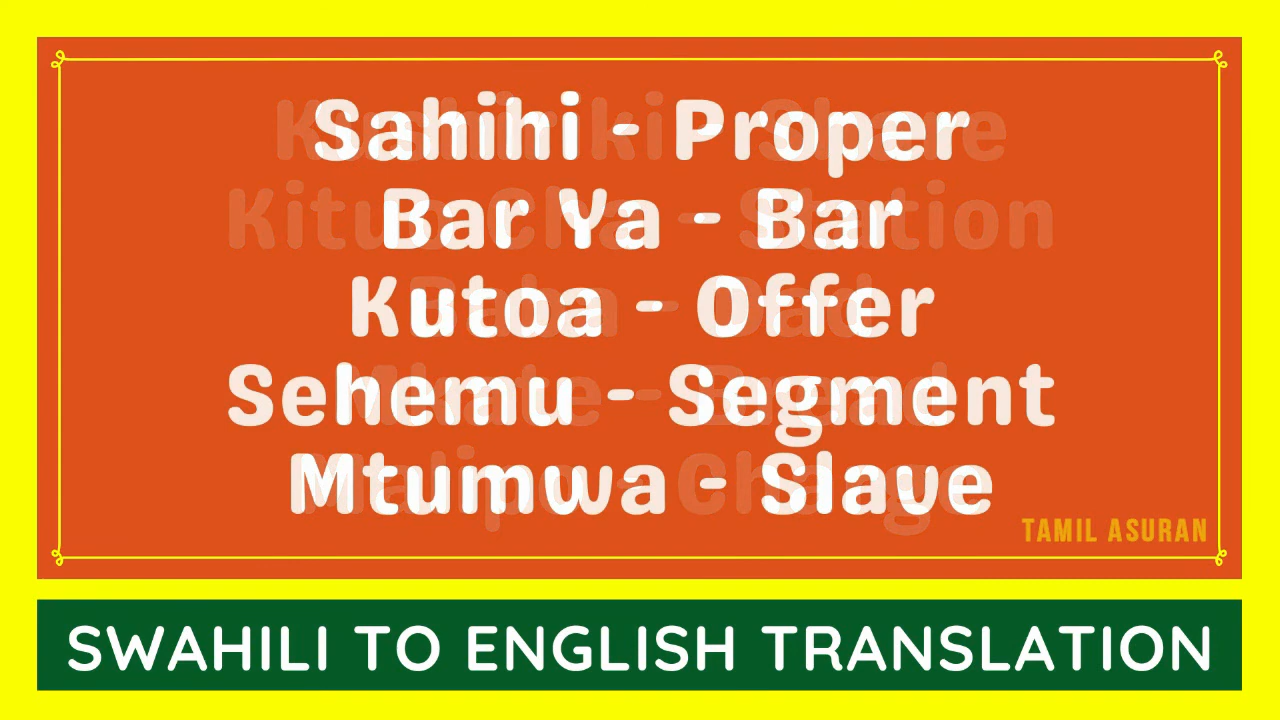 Sahihi - Proper
Bar Ya - Bar
Kutoa - Offer
Sehemu - Segment
Mtumwa - Slave
TAMIL ASURAN
SWAHILI TO ENGLISH TRANSLATION